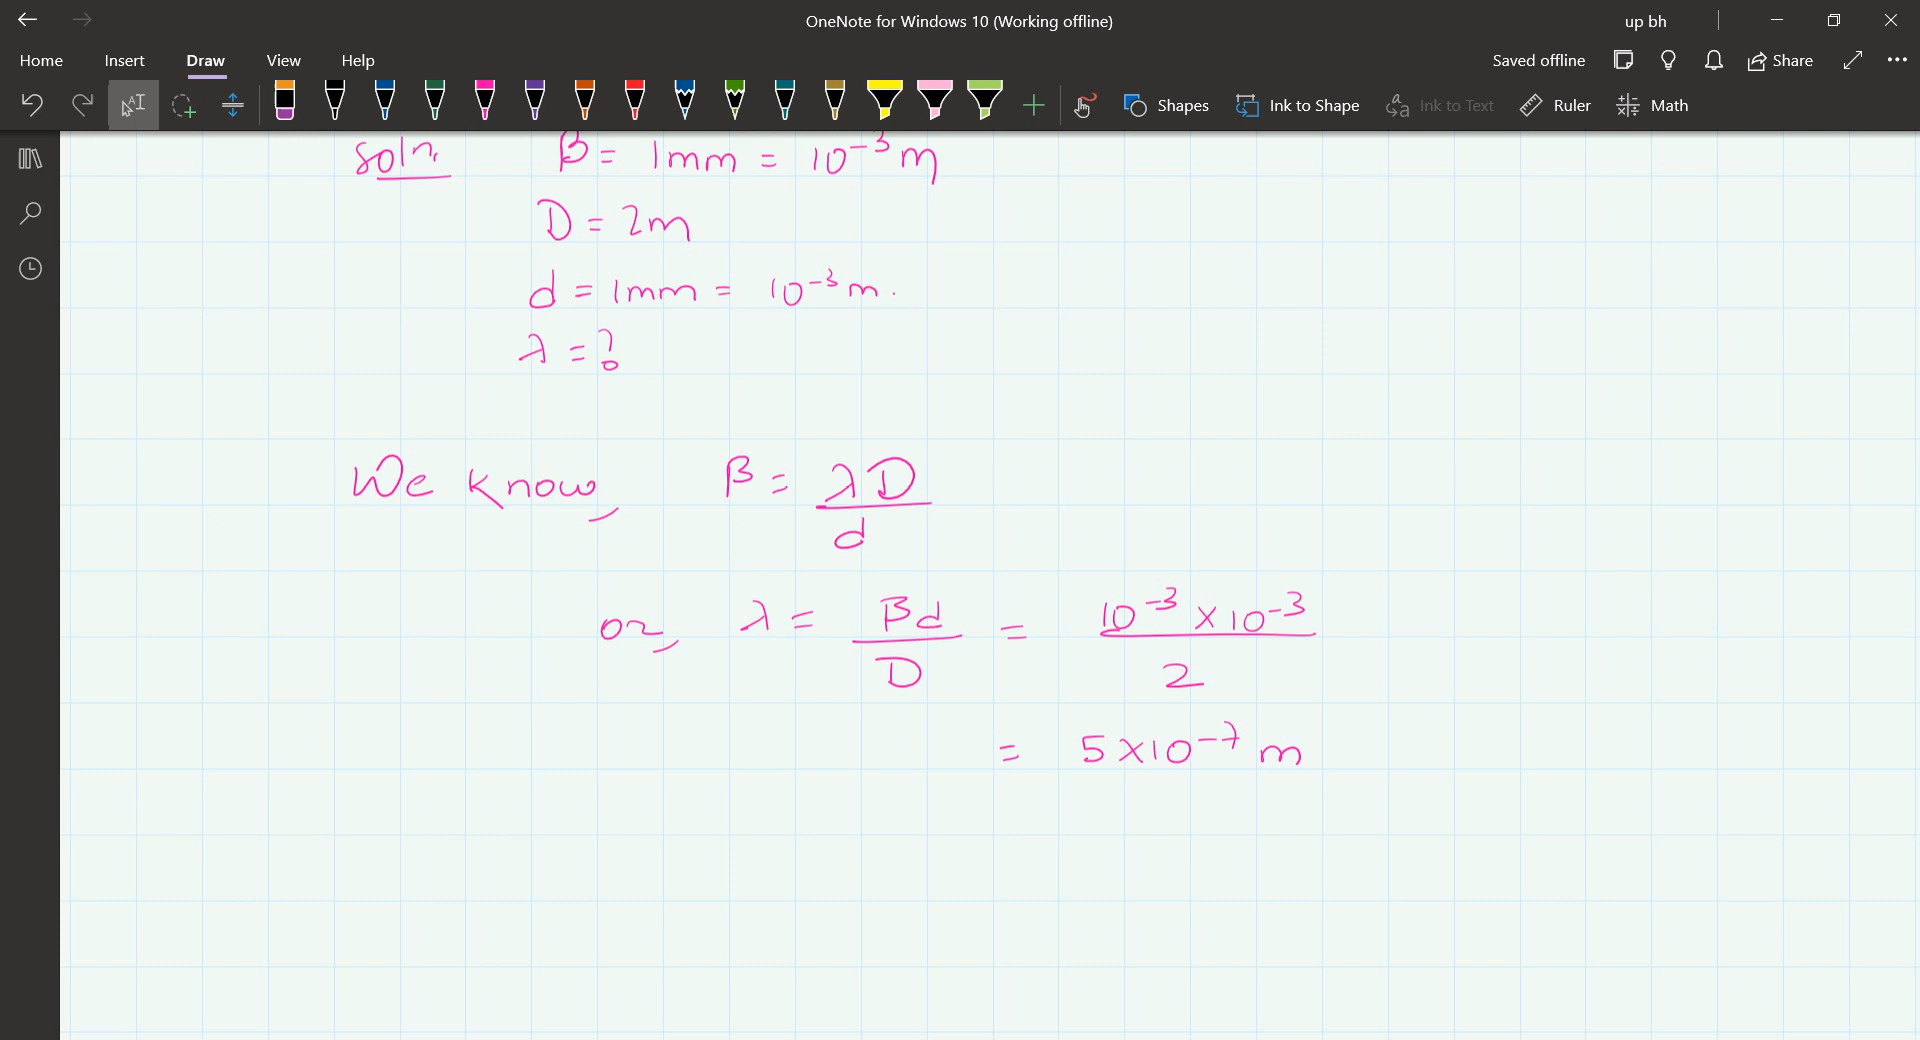 OneNote for Windows 10 (Working offline)
up bh
Home Insert Draw View Help
Saved offline
Share
Shapes
Ink to Shape
Ink to Text
Ruler
Math
soln.
β = 1mm = 10⁻³ m
D = 2m
d = 1mm = 10⁻³ m.
λ = ?
We know, β = λD/d
or, λ = βd/D = 10⁻³ × 10⁻³/2
= 5×10⁻⁷ m